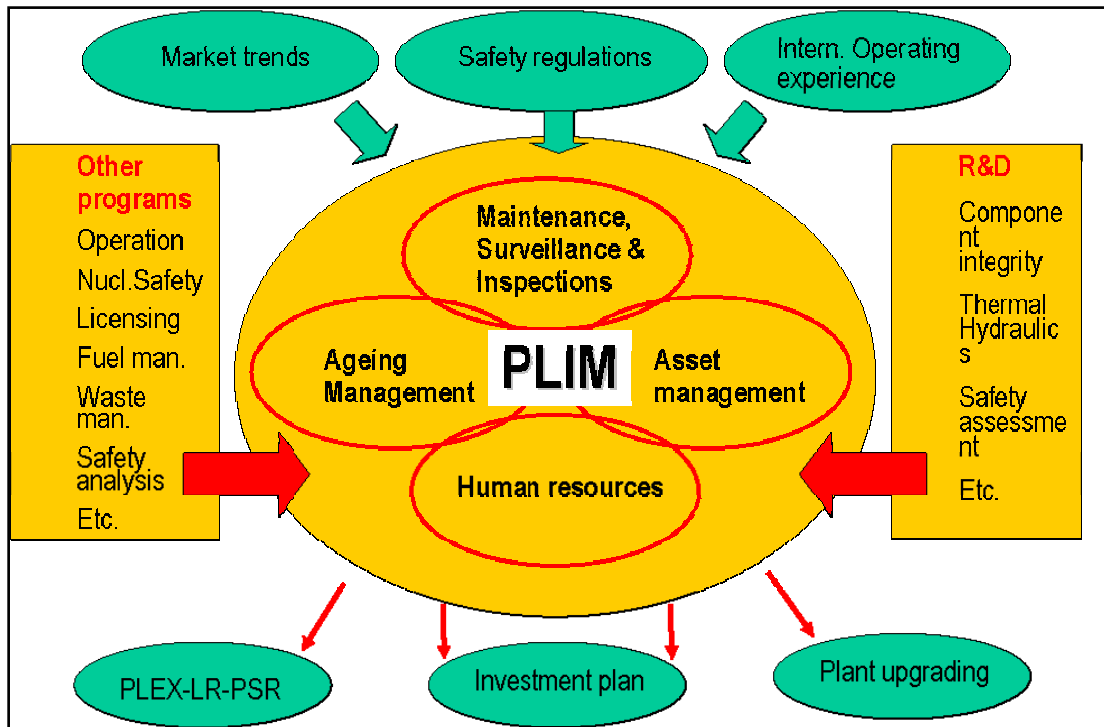 Market trends
Safety regulations
Intern. Operating
experience
Other
programs
Operation
Nucl.Safety
Licensing
Fuel man.
Waste
man.
Safety
analysis
Etc.
Maintenance,
Surveillance &
Inspections
Ageing
Management
PLIM
Asset
management
Human resources
R&D
Compone
nt
integrity
Thermal
Hydraulic
s
Safety
assessme
nt
Etc.
PLEX-LR-PSR
Investment plan
Plant upgrading